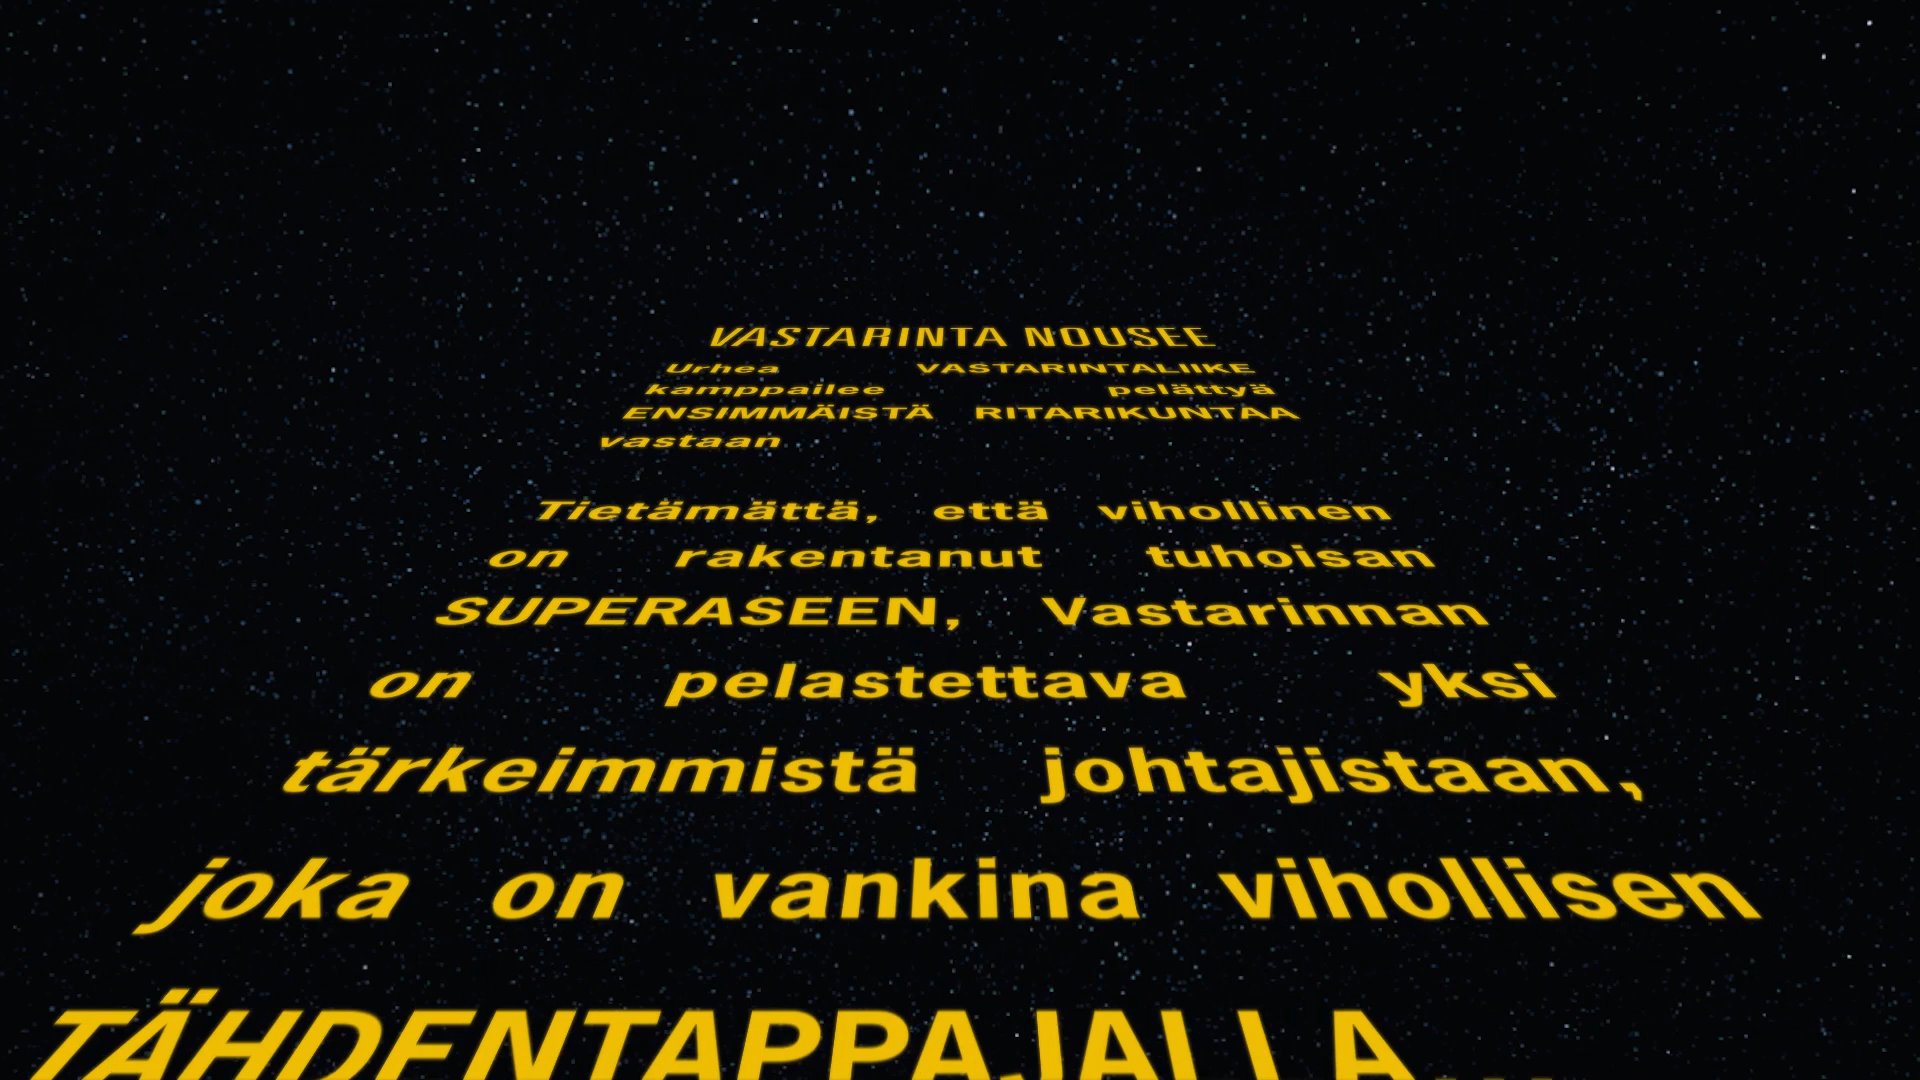 VASTARINTA NOUSEE
Urhea VASTARINTALIIKE
kamppailee pelättyä
ENSIMMÄISTÄ RITARIKUNTAA
vastaan
Tietämättä, että vihollinen
on rakentanut tuhoisan
SUPERASEEN, Vastarinnan
on pelastettava yksi
tärkeimmistä johtajistaan,
joka on vankina vihollisen
TÄHDENTAPPAJALLA...